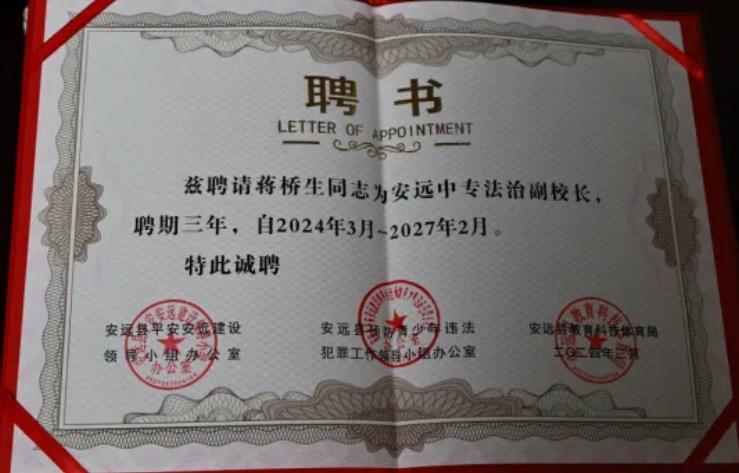 聘书
LETTER OF APPOINTMENT
兹聘请蒋桥生同志为安远中专法治副校长，
聘期三年，自2024年3月~2027年2月。
特此诚聘
安远县平安安远建设
领导小组办公室
安远县预防青少年违法
犯罪工作领导小组办公室
安远县教育科技体育局
二〇二四年三月
办公室